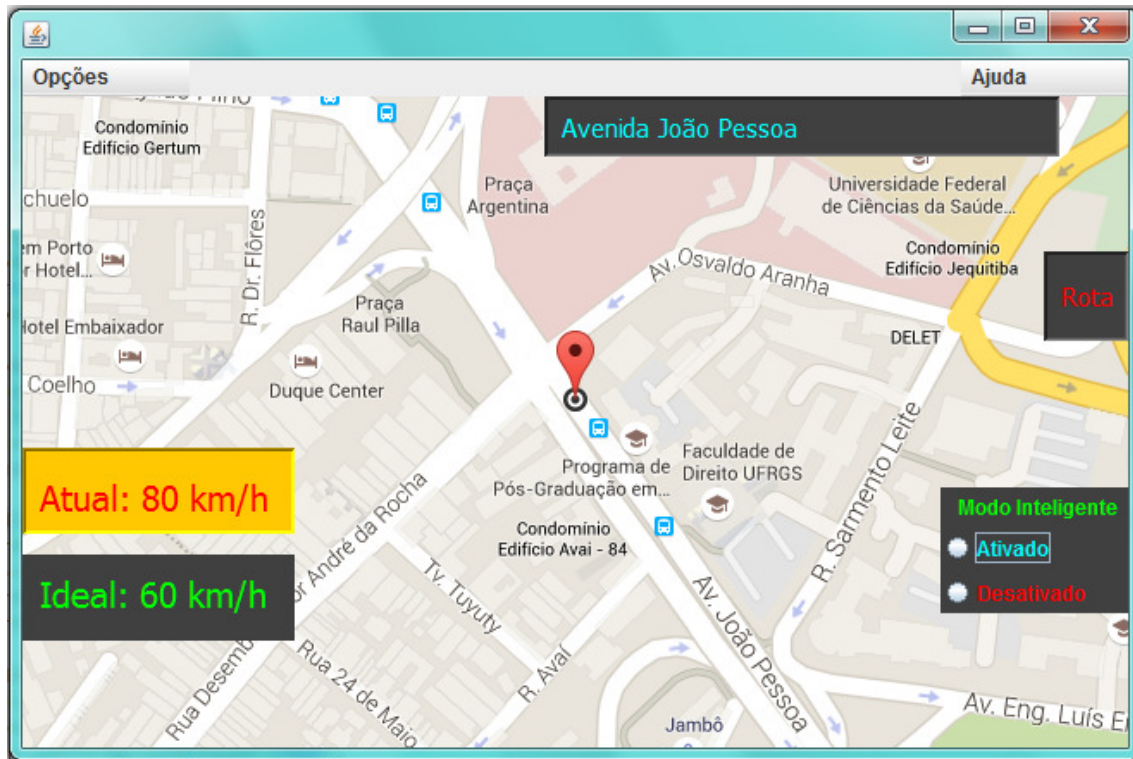 Opções
Ajuda
Avenida João Pessoa
Condomínio
Edifício Gertum
chuelo
Praça
Argentina
Universidade Federal
de Ciências da Saúde...
em Porto
r Hotel...
R. Dr. Flôres
Av. Osvaldo Aranha
Condomínio
Edifício Jequitiba
Rota
Praça
Raul Pilla
Hotel Embaixador
DELET
Coelho
Duque Center
R. Sarmento Leite
Programa de
Pós-Graduação em...
Faculdade de
Direito UFRGS
Atual: 80 km/h
Modo Inteligente
Ativado
Desativado
Condomínio
Edifício Avai - 84
Ideal: 60 km/h
or André da Rocha
Tv. Tuyuty
Av. João Pessoa
R. Avaí
Rua Desemb
Rua 24 de Maio
Jambô
Av. Eng. Luís E